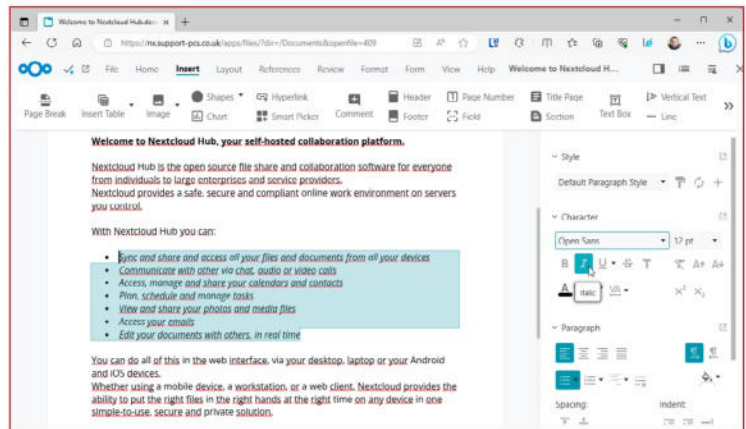 Welcome to Nextcloud Hub.docx
https://nx.support-pcs.co.uk/apps/files/?dir=/Documents&openfile=409
File Home Insert Layout References Review Format Form View Help Welcome to Nextcloud H...
Page Break Insert Table Image Shapes Chart Hyperlink Smart Picker Comment Header Footer Page Number Field Title Page Section Text Box Vertical Text Line
Welcome to Nextcloud Hub, your self-hosted collaboration platform.
Nextcloud Hub is the open source file share and collaboration software for everyone
from individuals to large enterprises and service providers.
Nextcloud provides a safe, secure and compliant online work environment on servers
you control.
With Nextcloud Hub you can:
• Sync and share and access all your files and documents from all your devices
• Communicate with other via chat, audio or video calls
• Access, manage and share your calendars and contacts
• Plan, schedule and manage tasks
• View and share your photos and media files
• Access your emails
• Edit your documents with others, in real time
You can do all of this in the web interface, via your desktop, laptop or your Android
and iOS devices.
Whether using a mobile device, a workstation, or a web client, Nextcloud provides the
ability to put the right files in the right hands at the right time on any device in one
simple-to-use, secure and private solution.
Style
Default Paragraph Style
Character
Open Sans 12 pt
Italic
Paragraph
Spacing: Indent: